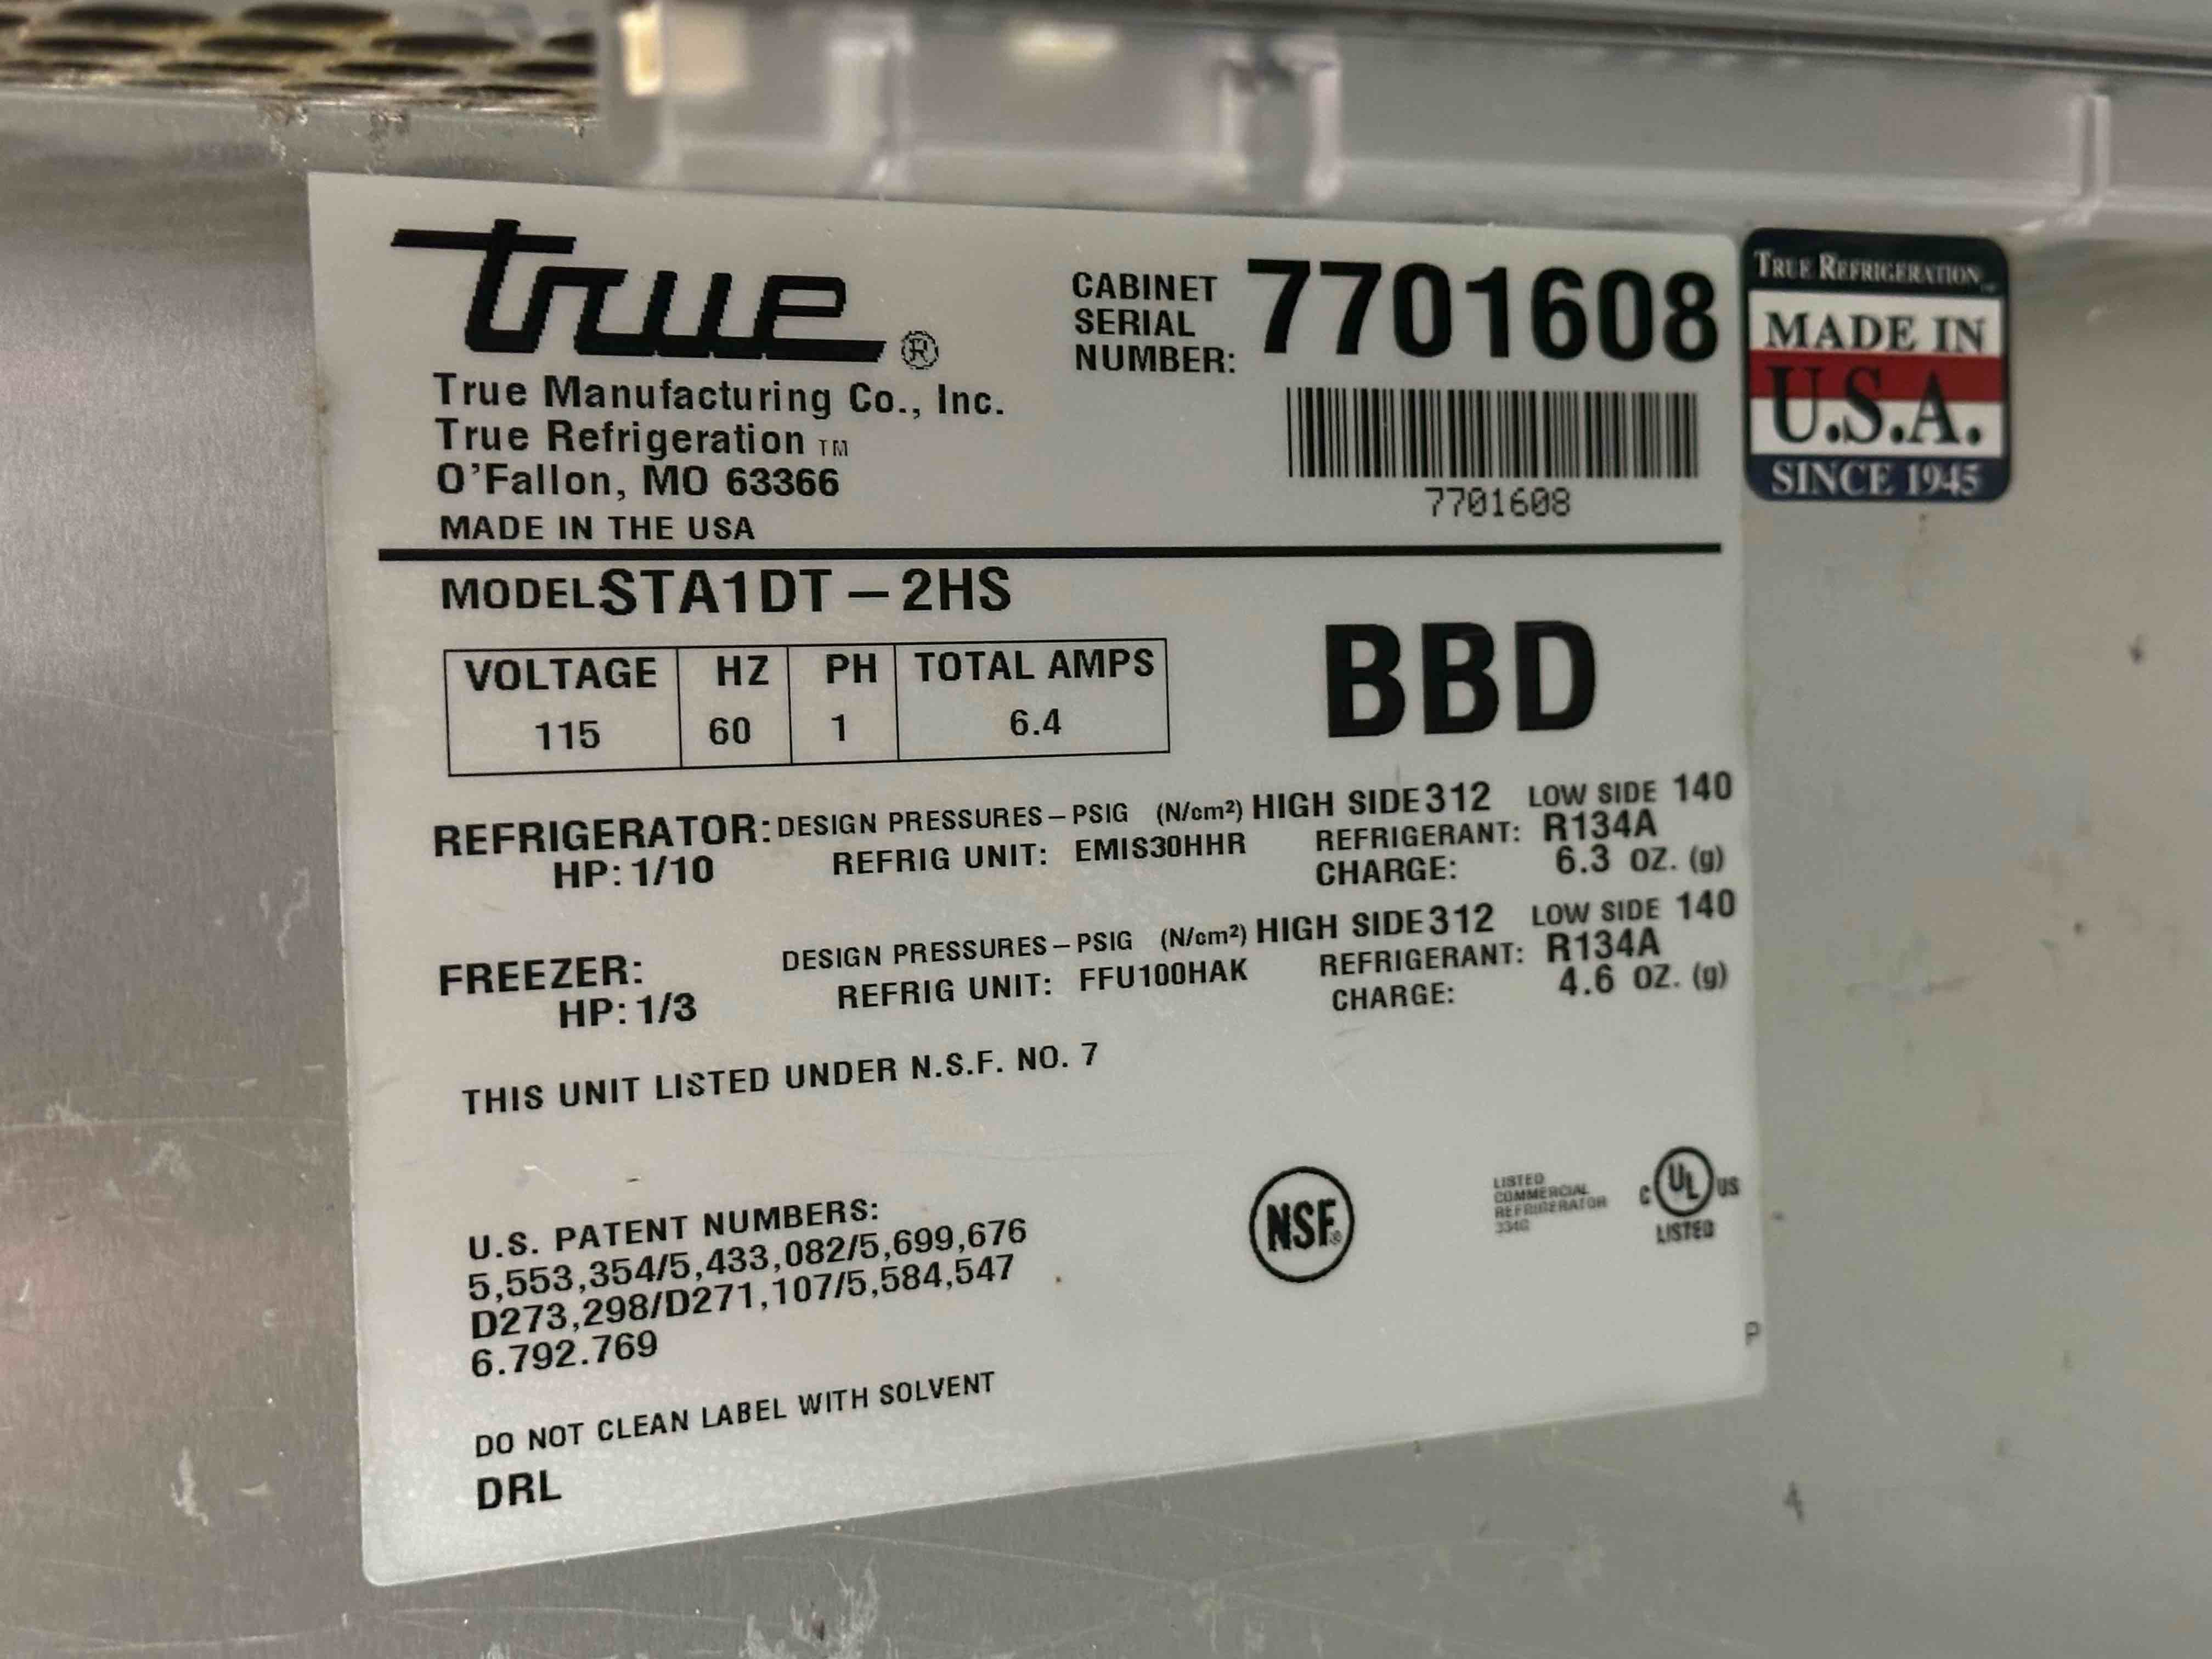 true®
True Manufacturing Co., Inc.
True Refrigeration TM
O'Fallon, MO 63366
MADE IN THE USA
CABINET
SERIAL
NUMBER: 7701608
7701608
TRUE REFRIGERATION
MADE IN
U.S.A.
SINCE 1945
MODEL STA1DT – 2HS
VOLTAGE HZ PH TOTAL AMPS
115 60 1 6.4
BBD
REFRIGERATOR: DESIGN PRESSURES – PSIG (N/cm²) HIGH SIDE 312 LOW SIDE 140
HP: 1/10 REFRIG UNIT: EMIS30HHR REFRIGERANT: R134A
CHARGE: 6.3 OZ. (g)
FREEZER: DESIGN PRESSURES – PSIG (N/cm²) HIGH SIDE 312 LOW SIDE 140
HP: 1/3 REFRIG UNIT: FFU100HAK REFRIGERANT: R134A
CHARGE: 4.6 OZ. (g)
THIS UNIT LISTED UNDER N.S.F. NO. 7
U.S. PATENT NUMBERS:
5,553,354/5,433,082/5,699,676
D273,298/D271,107/5,584,547
6.792.769
NSF®
LISTED
COMMERCIAL
REFRIGERATOR
C UL US
LISTED
P
DO NOT CLEAN LABEL WITH SOLVENT
DRL